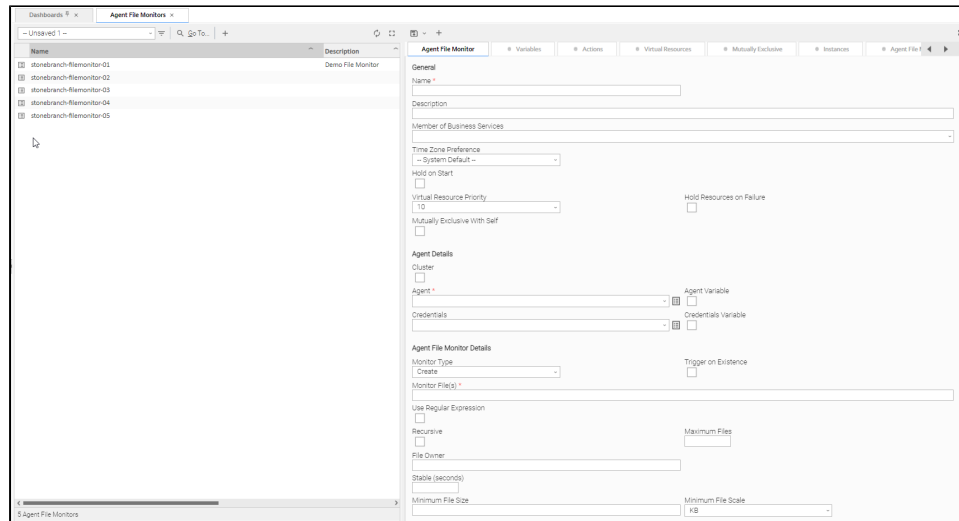 Dashboards
Agent File Monitors
-- Unsaved 1 --
Go To...
Name
Description
stonebranch-filemonitor-01
Demo File Monitor
stonebranch-filemonitor-02
stonebranch-filemonitor-03
stonebranch-filemonitor-04
stonebranch-filemonitor-05
5 Agent File Monitors
Agent File Monitor
Variables
Actions
Virtual Resources
Mutually Exclusive
Instances
Agent File
General
Name *
Description
Member of Business Services
Time Zone Preference
-- System Default --
Hold on Start
Virtual Resource Priority
Hold Resources on Failure
10
Mutually Exclusive With Self
Agent Details
Cluster
Agent *
Agent Variable
Credentials
Credentials Variable
Agent File Monitor Details
Monitor Type
Trigger on Existence
Create
Monitor File(s) *
Use Regular Expression
Recursive
Maximum Files
File Owner
Stable (seconds)
Minimum File Size
Minimum File Scale
KB